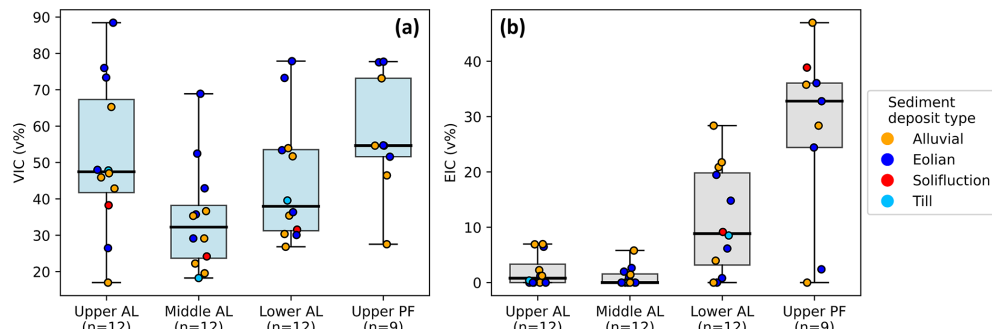 (a)
VIC (v%)
90
80
70
60
50
40
30
20
Upper AL Middle AL Lower AL Upper PF
(n=12) (n=12) (n=12) (n=9)
(b)
EIC (v%)
40
30
20
10
0
Upper AL Middle AL Lower AL Upper PF
(n=12) (n=12) (n=12) (n=9)
Sediment
deposit type
Alluvial
Eolian
Solifluction
Till